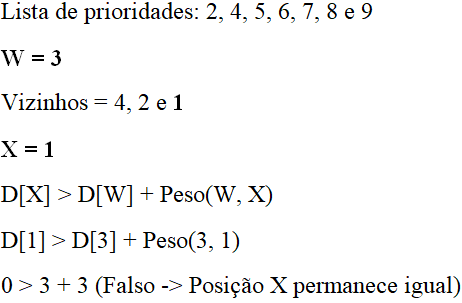 Lista de prioridades: 2, 4, 5, 6, 7, 8 e 9
W = 3
Vizinhos = 4, 2 e 1
X = 1
D[X] > D[W] + Peso(W, X)
D[1] > D[3] + Peso(3, 1)
0 > 3 + 3 (Falso -> Posição X permanece igual)